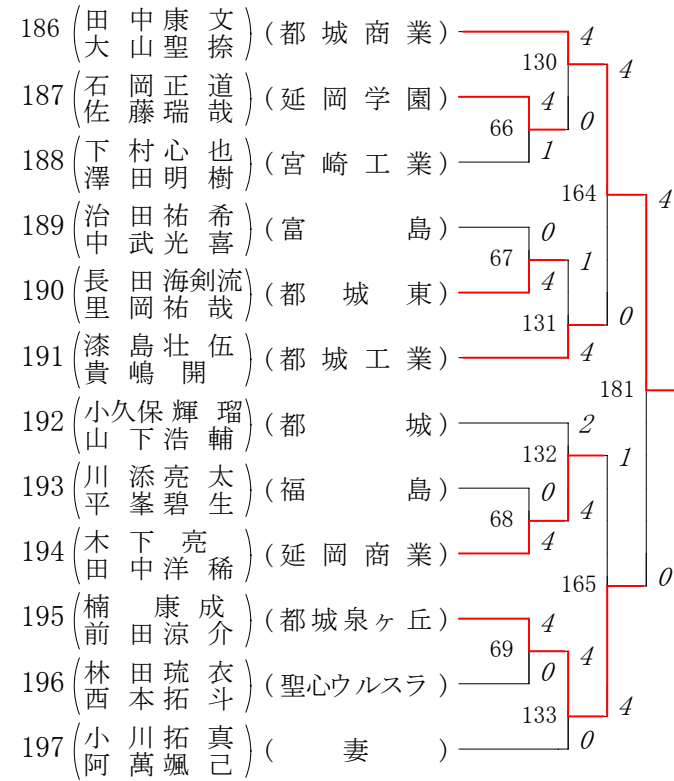 186 (田中康文 大山聖捺) (都城商業)
4
130
4
187 (石岡正道 佐藤瑞哉) (延岡学園)
4
0
66
1
188 (下村心也 澤田明樹) (宮崎工業)
164
4
189 (治田祐希 中武光喜) (富島)
0
67
1
4
190 (長田海剣流 里岡祐哉) (都城東)
131
0
191 (漆島壮伍 貴嶋開) (都城工業)
4
181
192 (小久保輝瑠 山下浩輔) (都城)
2
132
1
193 (川添亮太 平峯碧生) (福島)
0
4
68
4
194 (木下亮 田中洋稀) (延岡商業)
165
0
195 (楠康成 前田涼介) (都城泉ヶ丘)
4
69
4
0
196 (林田琉衣 西本拓斗) (聖心ウルスラ)
133
4
197 (小川拓真 阿萬颯己) (妻)
0